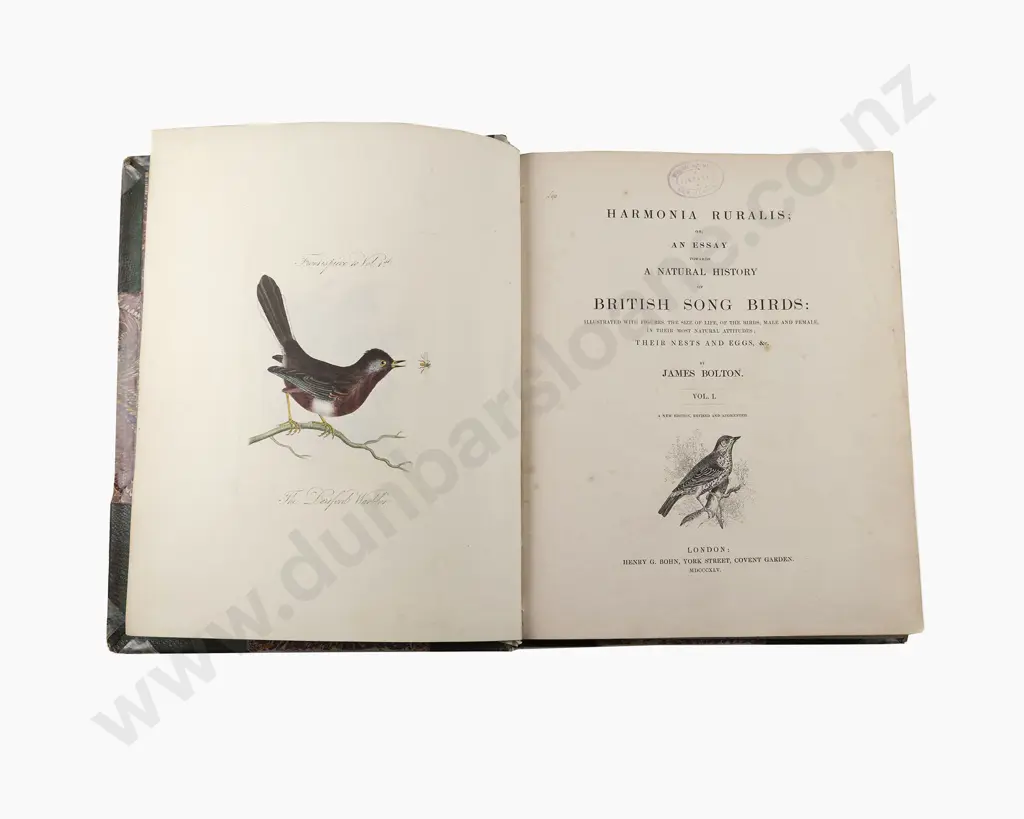 Frontispiece to Vol. 1st.
The Dartford Warbler
HARMONIA RURALIS;
OR,
AN ESSAY
TOWARDS
A NATURAL HISTORY
OF
BRITISH SONG BIRDS:
ILLUSTRATED WITH FIGURES, THE SIZE OF LIFE, OF THE BIRDS, MALE AND FEMALE,
IN THEIR MOST NATURAL ATTITUDES;
THEIR NESTS AND EGGS, &c.
BY
JAMES BOLTON.
VOL. I.
A NEW EDITION, REVISED AND AUGMENTED.
LONDON:
HENRY G. BOHN, YORK STREET, COVENT GARDEN.
MDCCCXLV.
www.dunbarsloane.co.nz